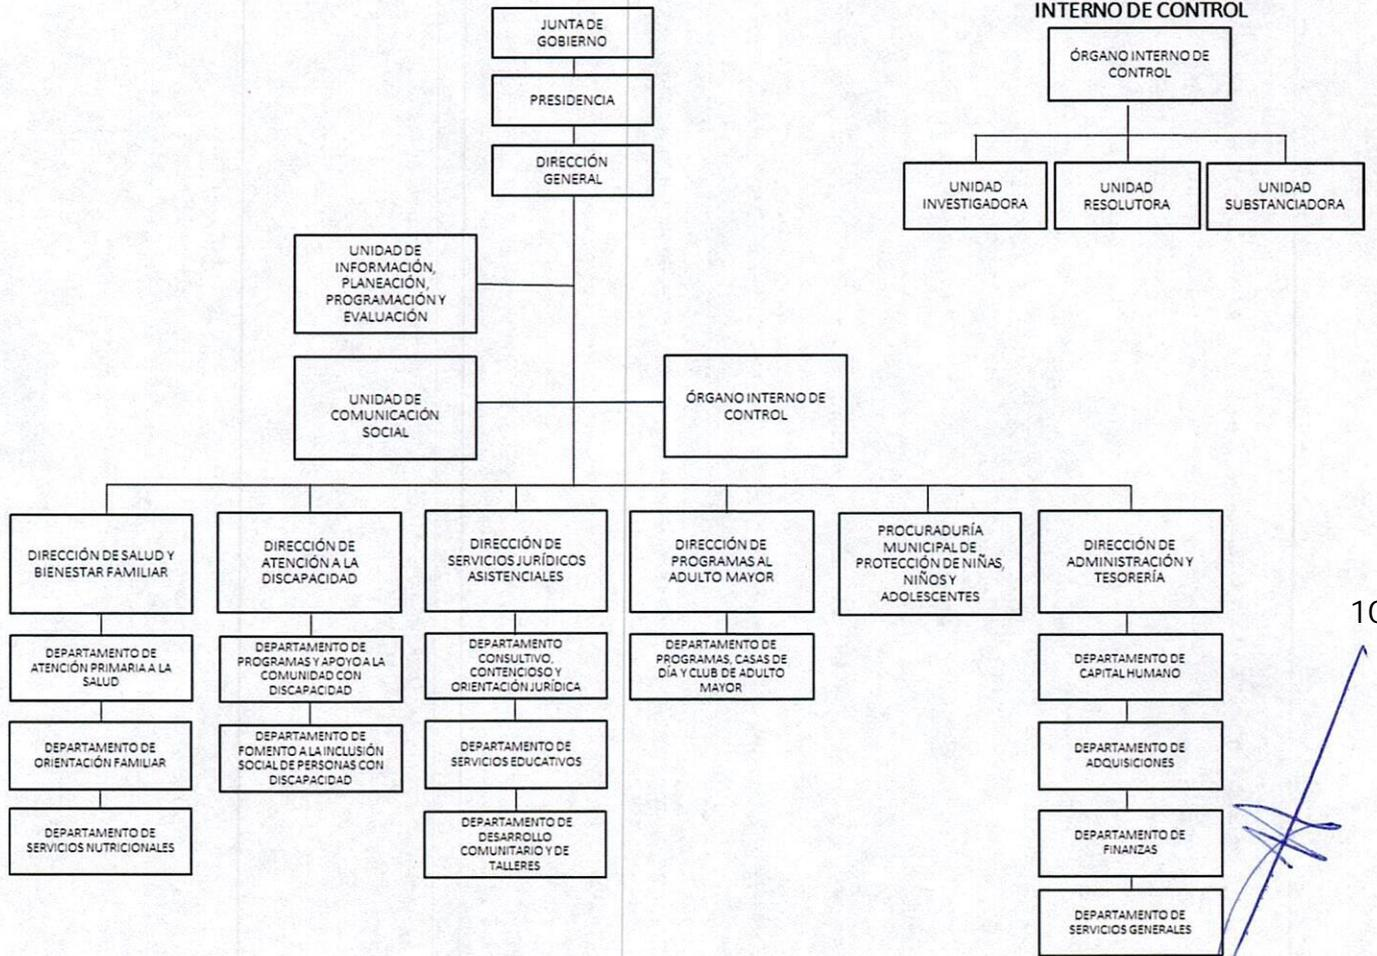 INTERNO DE CONTROL
JUNTA DE
GOBIERNO
PRESIDENCIA
DIRECCIÓN
GENERAL
ÓRGANO INTERNO DE
CONTROL
UNIDAD
INVESTIGADORA
UNIDAD
RESOLUTORA
UNIDAD
SUBSTANCIADORA
UNIDAD DE
INFORMACIÓN,
PLANEACIÓN,
PROGRAMACIÓN Y
EVALUACIÓN
UNIDAD DE
COMUNICACIÓN
SOCIAL
ÓRGANO INTERNO DE
CONTROL
DIRECCIÓN DE SALUD Y
BIENESTAR FAMILIAR
DEPARTAMENTO DE
ATENCIÓN PRIMARIA A LA
SALUD
DEPARTAMENTO DE
ORIENTACIÓN FAMILIAR
DEPARTAMENTO DE
SERVICIOS NUTRICIONALES
DIRECCIÓN DE
ATENCIÓN A LA
DISCAPACIDAD
DEPARTAMENTO DE
PROGRAMAS Y APOYO A LA
COMUNIDAD CON
DISCAPACIDAD
DEPARTAMENTO DE
FOMENTO A LA INCLUSIÓN
SOCIAL DE PERSONAS CON
DISCAPACIDAD
DIRECCIÓN DE
SERVICIOS JURÍDICOS
ASISTENCIALES
DEPARTAMENTO
CONSULTIVO,
CONTENCIOSO Y
ORIENTACIÓN JURÍDICA
DEPARTAMENTO DE
SERVICIOS EDUCATIVOS
DEPARTAMENTO DE
DESARROLLO
COMUNITARIO Y DE
TALLERES
DIRECCIÓN DE
PROGRAMAS AL
ADULTO MAYOR
DEPARTAMENTO DE
PROGRAMAS, CASAS DE
DÍA Y CLUB DE ADULTO
MAYOR
PROCURADURÍA
MUNICIPAL DE
PROTECCIÓN DE NIÑAS,
NIÑOS Y
ADOLESCENTES
DIRECCIÓN DE
ADMINISTRACIÓN Y
TESORERÍA
DEPARTAMENTO DE
CAPITAL HUMANO
DEPARTAMENTO DE
ADQUISICIONES
DEPARTAMENTO DE
FINANZAS
DEPARTAMENTO DE
SERVICIOS GENERALES